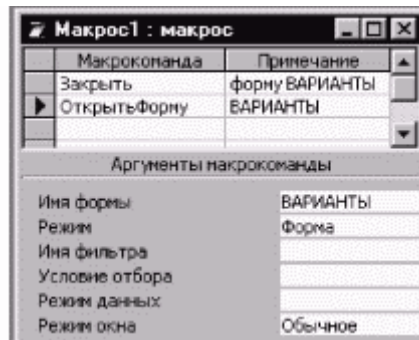 Макрос1 : макрос
Макрокоманда Примечание
Закрыть форму ВАРИАНТЫ
ОткрытьФорму ВАРИАНТЫ
Аргументы макрокоманды
Имя формы ВАРИАНТЫ
Режим Форма
Имя фильтра
Условие отбора
Режим данных
Режим окна Обычное